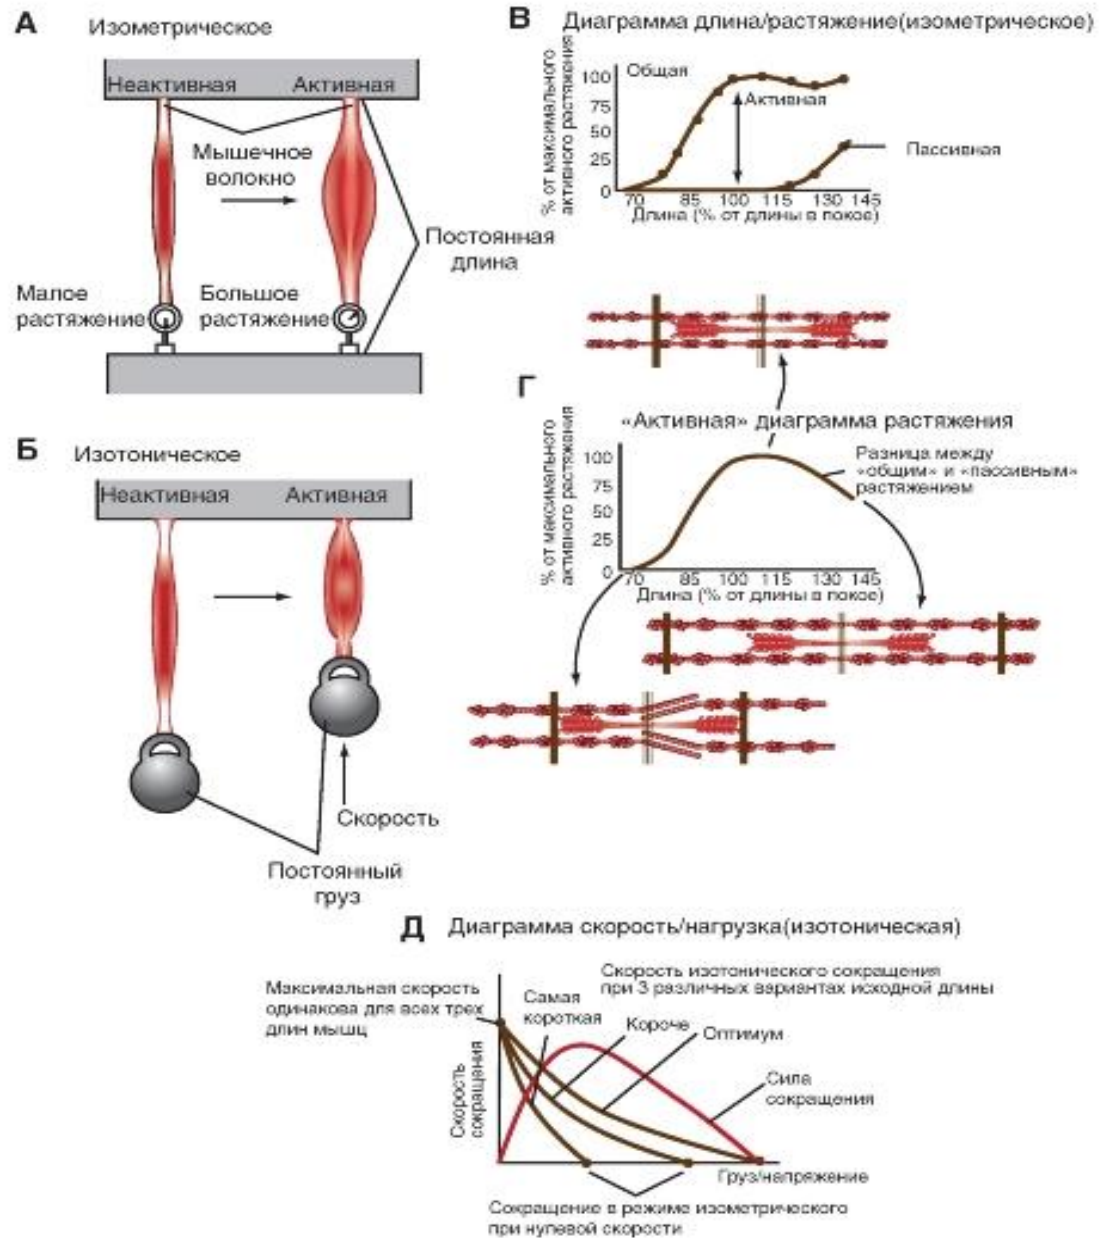 А Изометрическое
Неактивная
Активная
Мышечное
волокно
Постоянная
длина
Малое
растяжение
Большое
растяжение
Б Изотоническое
Неактивная
Активная
Скорость
Постоянный
груз
В Диаграмма длина/растяжение(изометрическое)
% от максимального
активного растяжения
100
75
50
25
0
Общая
Активная
Пассивная
70 85 100 115 130 145
Длина (% от длины в покое)
Г
«Активная» диаграмма растяжения
% от максимального
активного растяжения
100
75
50
25
0
Разница между
«общим» и «пассивным»
растяжением
70 85 100 115 130 145
Длина (% от длины в покое)
Д Диаграмма скорость/нагрузка(изотоническая)
Максимальная скорость
одинакова для всех трех
длин мышц
Скорость изотонического сокращения
при 3 различных вариантах исходной длины
Самая
короткая
Короче
Оптимум
Сила
сокращения
Скорость
сокращения
Груз/напряжение
Сокращение в режиме изометрического
при нулевой скорости